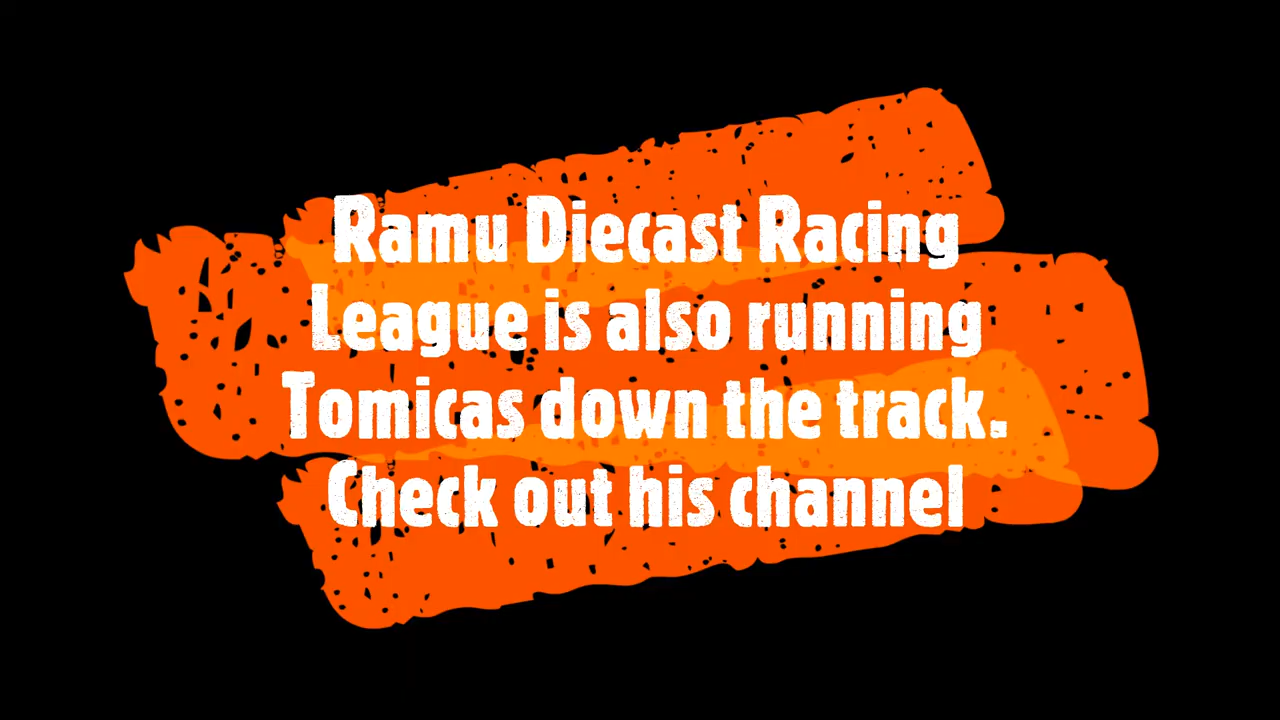 Ramu Diecast Racing
League is also running
Tomicas down the track.
Check out his channel